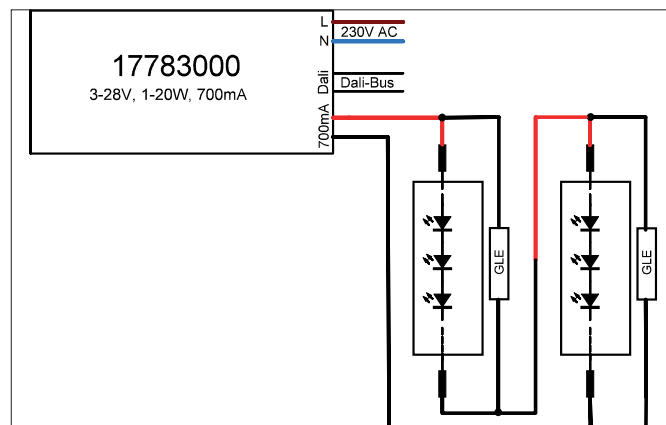 L
230V AC
N
17783000
3-28V, 1-20W, 700mA
Dali
Dali-Bus
700mA
GLE
GLE